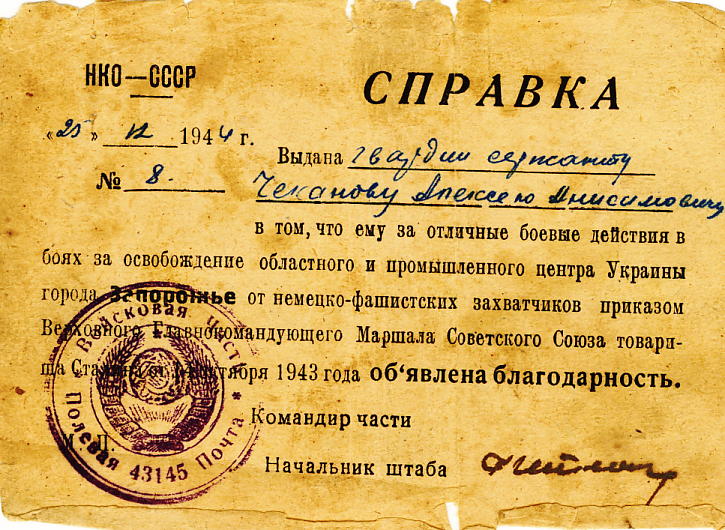 НКО—СССР
СПРАВКА
«25» 12 1944 г.
Выдана гвардии сержанту
№ 8.
Чеканову Алексею Анисимовичу
в том, что ему за отличные боевые действия в
боях за освобождение областного и промышленного центра Украины
города Запорожье от немецко-фашистских захватчиков приказом
Верховного Главнокомандующего Маршала Советского Союза товари-
ща Сталина от октября 1943 года об‘явлена благодарность.
Командир части
М. П.
Начальник штаба
Войсковая часть
Полевая 43145 Почта *